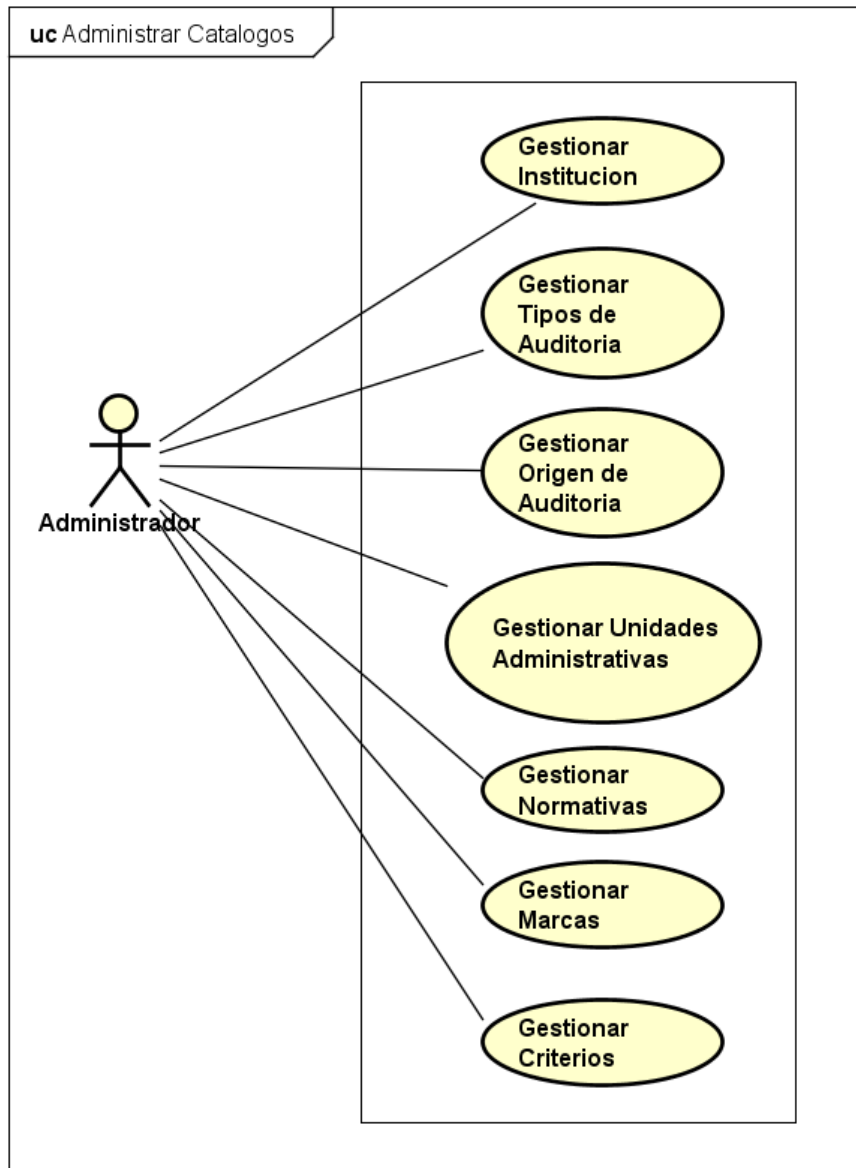 uc Administrar Catalogos
Gestionar
Institucion
Gestionar
Tipos de
Auditoria
Gestionar
Origen de
Auditoria
Administrador
Gestionar Unidades
Administrativas
Gestionar
Normativas
Gestionar
Marcas
Gestionar
Criterios